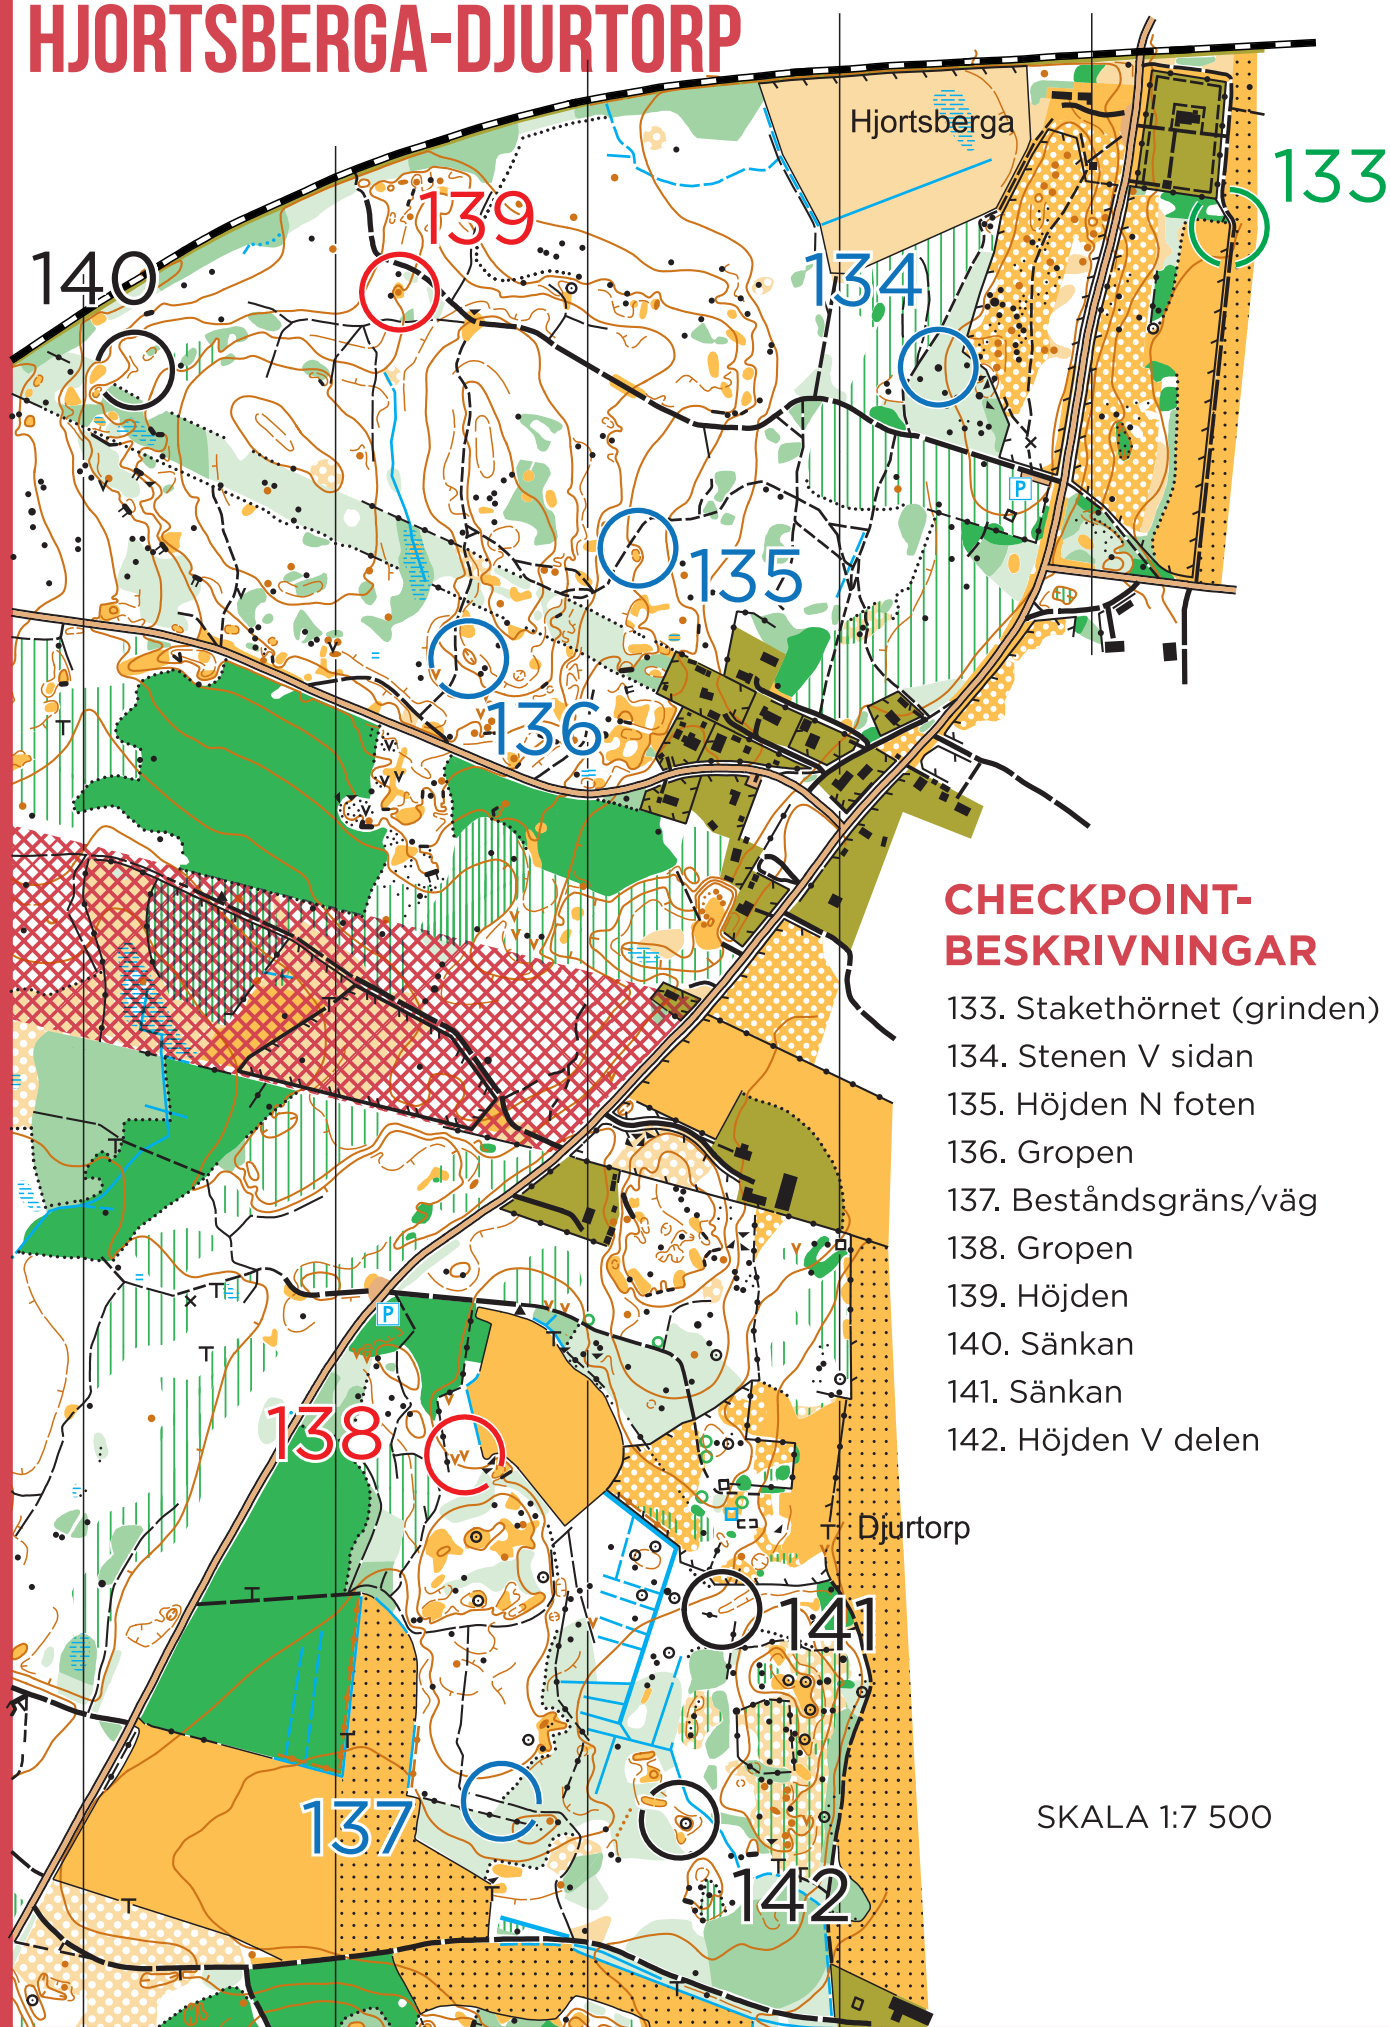 HJORTSBERGA-DJURTORP
Hjortsberga
133
139
140
134
P
135
136
CHECKPOINT-
BESKRIVNINGAR
133. Stakethörnet (grinden)
134. Stenen V sidan
135. Höjden N foten
136. Gropen
137. Beståndsgräns/väg
138. Gropen
139. Höjden
140. Sänkan
141. Sänkan
142. Höjden V delen
P
138
Djurtorp
141
137
142
SKALA 1:7 500